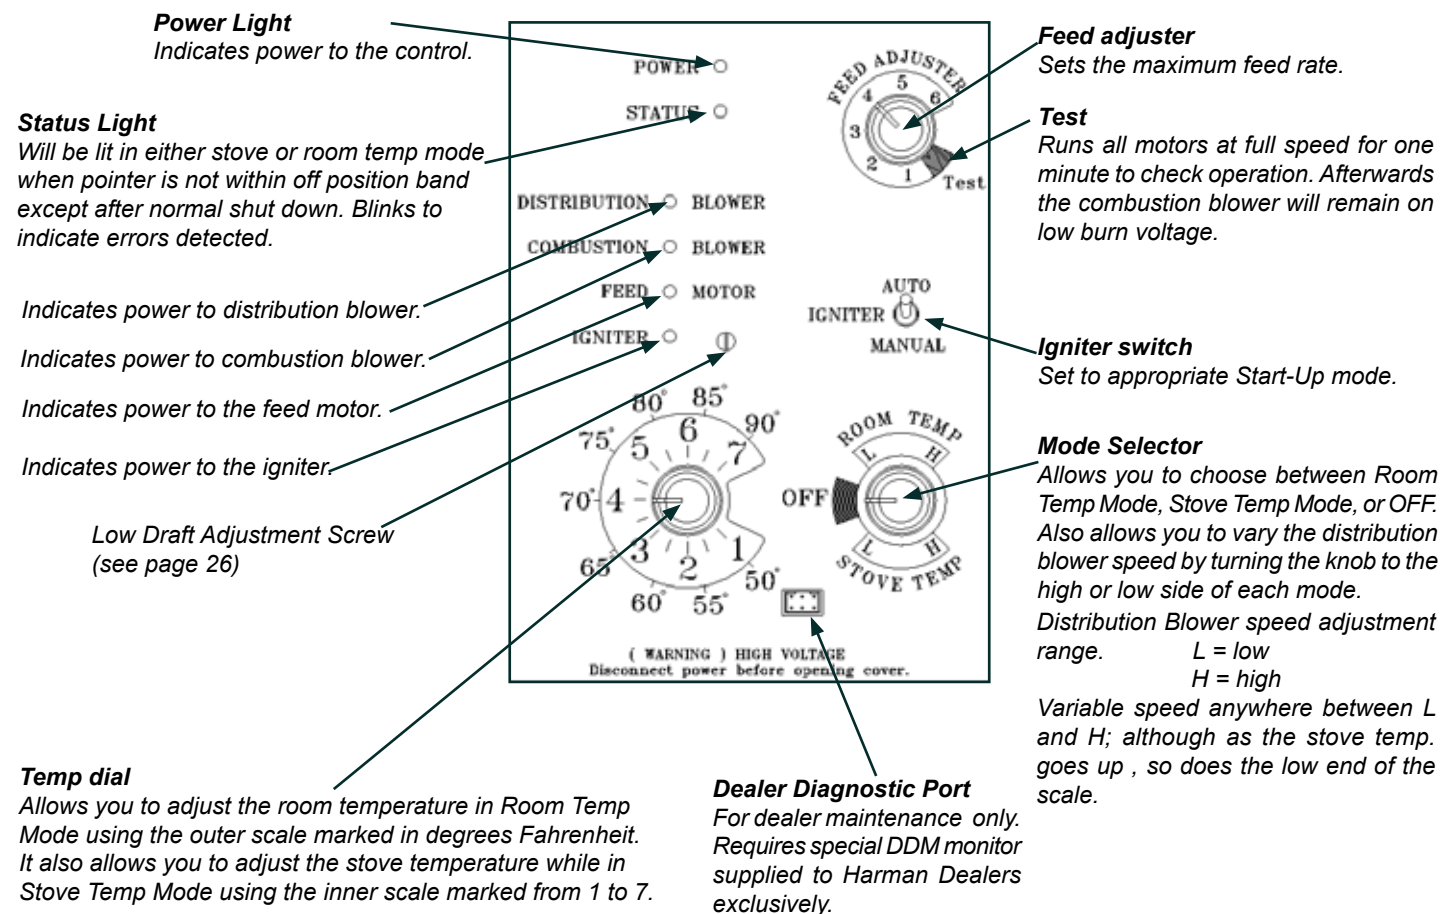 Power Light
Indicates power to the control.
Status Light
Will be lit in either stove or room temp mode
when pointer is not within off position band
except after normal shut down. Blinks to
indicate errors detected.
Indicates power to distribution blower.
Indicates power to combustion blower.
Indicates power to the feed motor.
Indicates power to the igniter.
Low Draft Adjustment Screw
(see page 26)
Temp dial
Allows you to adjust the room temperature in Room Temp
Mode using the outer scale marked in degrees Fahrenheit.
It also allows you to adjust the stove temperature while in
Stove Temp Mode using the inner scale marked from 1 to 7.
POWER
STATUS
DISTRIBUTION BLOWER
COMBUSTION BLOWER
FEED MOTOR
IGNITER
FEED ADJUSTER
1 2 3 4 5 6
Test
AUTO
IGNITER
MANUAL
50° 55° 60° 65° 70° 75° 80° 85° 90°
1 2 3 4 5 6 7
ROOM TEMP
L H
OFF
L H
STOVE TEMP
( WARNING ) HIGH VOLTAGE
Disconnect power before opening cover.
Feed adjuster
Sets the maximum feed rate.
Test
Runs all motors at full speed for one
minute to check operation. Afterwards
the combustion blower will remain on
low burn voltage.
Igniter switch
Set to appropriate Start-Up mode.
Mode Selector
Allows you to choose between Room
Temp Mode, Stove Temp Mode, or OFF.
Also allows you to vary the distribution
blower speed by turning the knob to the
high or low side of each mode.
Distribution Blower speed adjustment
range. L = low
H = high
Variable speed anywhere between L
and H; although as the stove temp.
goes up , so does the low end of the
scale.
Dealer Diagnostic Port
For dealer maintenance only.
Requires special DDM monitor
supplied to Harman Dealers
exclusively.